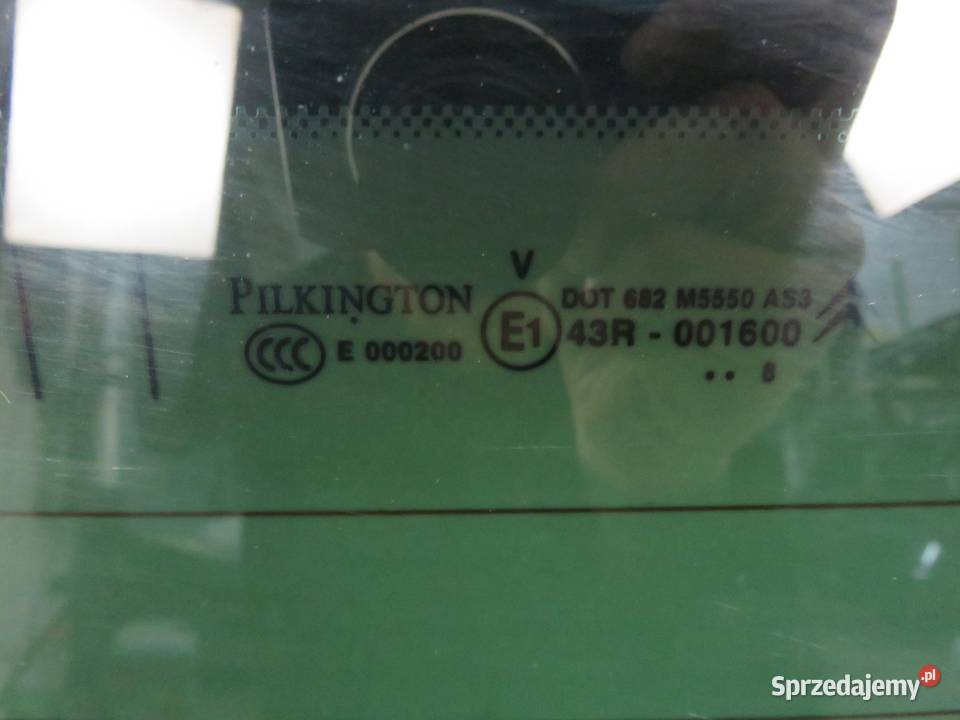 V
PILKINGTON
DOT 682 M5550 AS3
E1 43R - 001600
CCC E 000200
.. 8
Sprzedajemy.pl